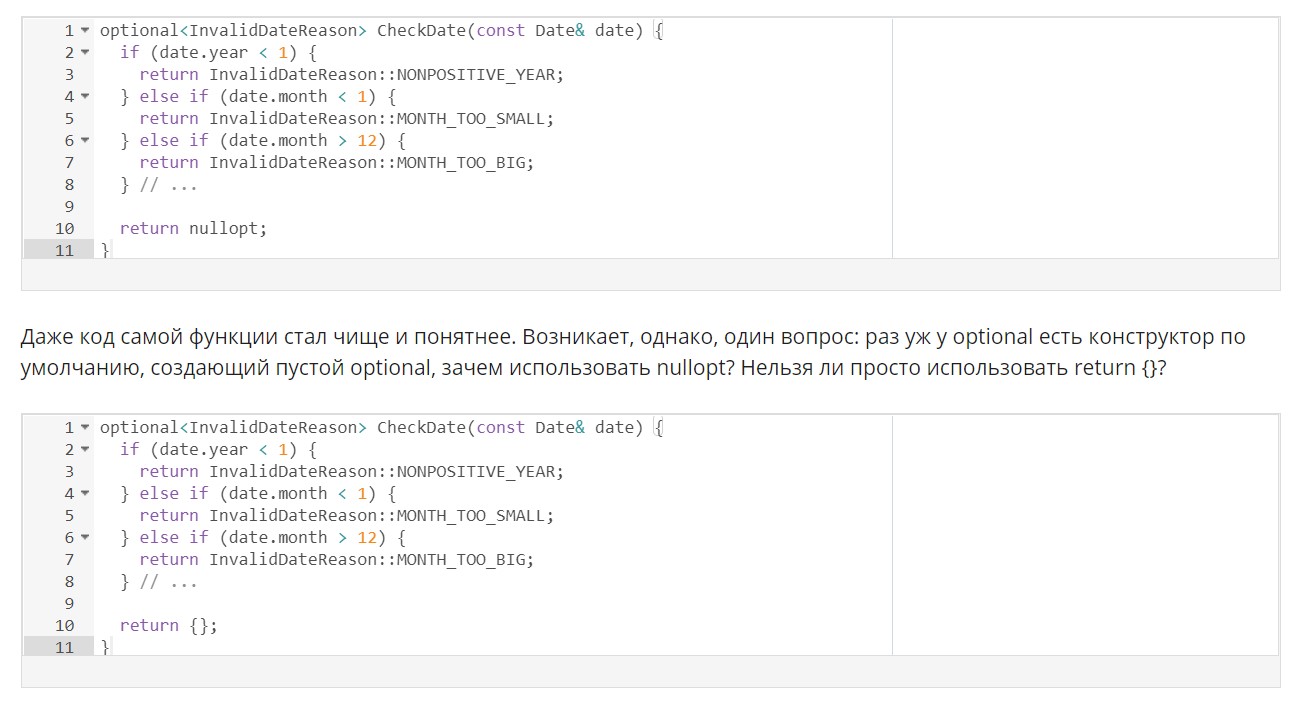 1 optional<InvalidDateReason> CheckDate(const Date& date) {
2   if (date.year < 1) {
3     return InvalidDateReason::NONPOSITIVE_YEAR;
4   } else if (date.month < 1) {
5     return InvalidDateReason::MONTH_TOO_SMALL;
6   } else if (date.month > 12) {
7     return InvalidDateReason::MONTH_TOO_BIG;
8   } // ...
9
10   return nullopt;
11 }
Даже код самой функции стал чище и понятнее. Возникает, однако, один вопрос: раз уж у optional есть конструктор по
умолчанию, создающий пустой optional, зачем использовать nullopt? Нельзя ли просто использовать return {}?
1 optional<InvalidDateReason> CheckDate(const Date& date) {
2   if (date.year < 1) {
3     return InvalidDateReason::NONPOSITIVE_YEAR;
4   } else if (date.month < 1) {
5     return InvalidDateReason::MONTH_TOO_SMALL;
6   } else if (date.month > 12) {
7     return InvalidDateReason::MONTH_TOO_BIG;
8   } // ...
9
10   return {};
11 }